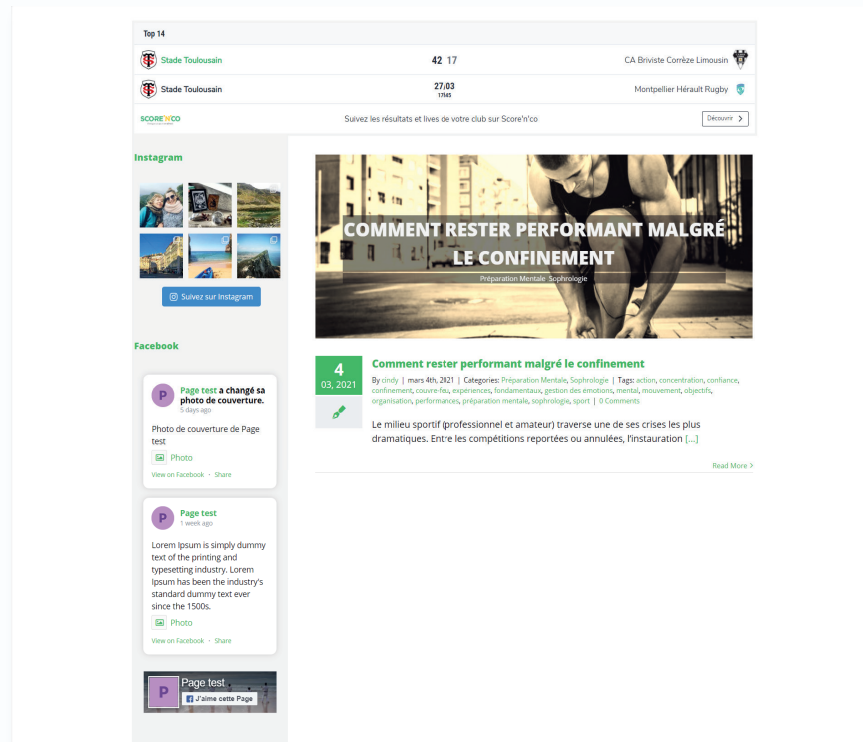 Top 14
Stade Toulousain 42 17 CA Briviste Corrèze Limousin
Stade Toulousain 27/03 Montpellier Hérault Rugby
17h45
SCORE'N'CO Suivez les résultats et lives de votre club sur Score'n'co Découvrir
Instagram
Suivez sur Instagram
Facebook
P
Page test a changé sa
photo de couverture.
5 days ago
Photo de couverture de Page
test
Photo
View on Facebook · Share
P
Page test
1 week ago
Lorem Ipsum is simply dummy
text of the printing and
typesetting industry. Lorem
Ipsum has been the industry's
standard dummy text ever
since the 1500s.
Photo
View on Facebook · Share
P
Page test
J'aime cette Page
COMMENT RESTER PERFORMANT MALGRÉ
LE CONFINEMENT
Préparation Mentale Sophrologie
4
03, 2021
Comment rester performant malgré le confinement
By cindy | mars 4th, 2021 | Categories: Préparation Mentale, Sophrologie | Tags: action, concentration, confiance,
confinement, couvre-feu, expériences, fondamentaux, gestion des émotions, mental, mouvement, objectifs,
organisation, performances, préparation mentale, sophrologie, sport | 0 Comments
Le milieu sportif (professionnel et amateur) traverse une de ses crises les plus
dramatiques. Entre les compétitions reportées ou annulées, l'instauration [...]
Read More >